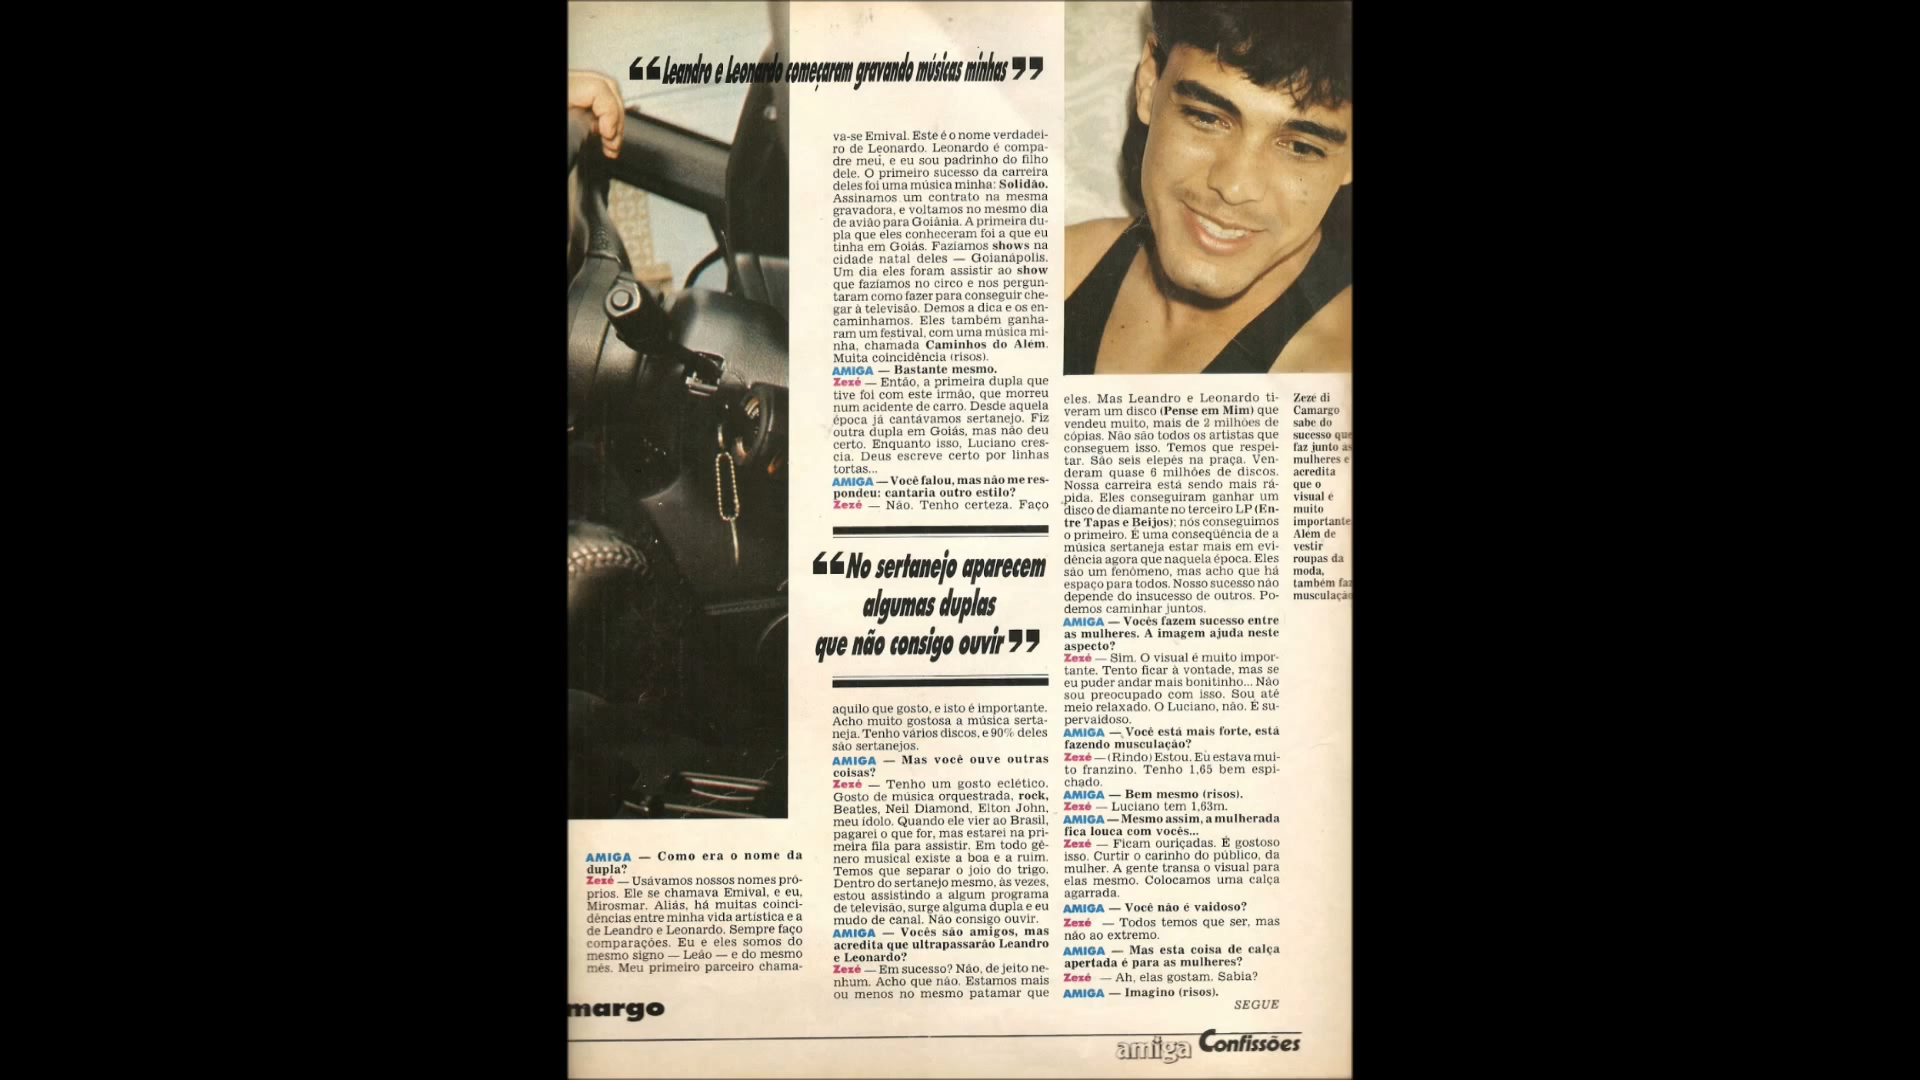 “Leandro e Leonardo começaram gravando músicas minhas”
AMIGA — Como era o nome da
dupla?
Zezé — Usávamos nossos nomes pró-
prios. Ele se chamava Emival, e eu,
Mirosmar. Aliás, há muitas coinci-
dências entre minha vida artística e a
de Leandro e Leonardo. Sempre faço
comparações. Eu e eles somos do
mesmo signo — Leão — e do mesmo
mês. Meu primeiro parceiro chama-
va-se Emival. Este é o nome verdadei-
ro de Leonardo. Leonardo é compa-
dre meu, e eu sou padrinho do filho
dele. O primeiro sucesso da carreira
deles foi uma música minha: Solidão.
Assinamos um contrato na mesma
gravadora, e voltamos no mesmo dia
de avião para Goiânia. A primeira du-
pla que eles conheceram foi a que eu
tinha em Goiás. Fazíamos shows na
cidade natal deles — Goianápolis.
Um dia eles foram assistir ao show
que fazíamos no circo e nos pergun-
taram como fazer para conseguir che-
gar à televisão. Demos a dica e os en-
caminhamos. Eles também ganha-
ram um festival, com uma música mi-
nha, chamada Caminhos do Além.
Muita coincidência (risos).
AMIGA — Bastante mesmo.
Zezé — Então, a primeira dupla que
tive foi com este irmão, que morreu
num acidente de carro. Desde aquela
época já cantávamos sertanejo. Fiz
outra dupla em Goiás, mas não deu
certo. Enquanto isso, Luciano cres-
cia. Deus escreve certo por linhas
tortas...
AMIGA — Você falou, mas não me res-
pondeu: cantaria outro estilo?
Zezé — Não. Tenho certeza. Faço
“No sertanejo aparecem
algumas duplas
que não consigo ouvir”
aquilo que gosto, e isto é importante.
Acho muito gostosa a música serta-
neja. Tenho vários discos, e 90% deles
são sertanejos.
AMIGA — Mas você ouve outras
coisas?
Zezé — Tenho um gosto eclético.
Gosto de música orquestrada, rock,
Beatles, Neil Diamond, Elton John,
meu ídolo. Quando ele vier ao Brasil,
pagarei o que for, mas estarei na pri-
meira fila para assistir. Em todo gê-
nero musical existe a boa e a ruim.
Temos que separar o joio do trigo.
Dentro do sertanejo mesmo, às vezes,
estou assistindo a algum programa
de televisão, surge alguma dupla e eu
mudo de canal. Não consigo ouvir.
AMIGA — Vocês são amigos, mas
acredita que ultrapassarão Leandro
e Leonardo?
Zezé — Em sucesso? Não, de jeito ne-
nhum. Acho que não. Estamos mais
ou menos no mesmo patamar que
eles. Mas Leandro e Leonardo ti-
veram um disco (Pense em Mim) que
vendeu muito, mais de 2 milhões de
cópias. Não são todos os artistas que
conseguem isso. Temos que respei-
tar. São seis elepês na praça. Ven-
deram quase 6 milhões de discos.
Nossa carreira está sendo mais rá-
pida. Eles conseguiram ganhar um
disco de diamante no terceiro LP (En-
tre Tapas e Beijos); nós conseguimos
o primeiro. É uma conseqüência de a
música sertaneja estar mais em evi-
dência agora que naquela época. Eles
são um fenômeno, mas acho que há
espaço para todos. Nosso sucesso não
depende do insucesso de outros. Po-
demos caminhar juntos.
AMIGA — Vocês fazem sucesso entre
as mulheres. A imagem ajuda neste
aspecto?
Zezé — Sim. O visual é muito impor-
tante. Tento ficar à vontade, mas se
eu puder andar mais bonitinho... Não
sou preocupado com isso. Sou até
meio relaxado. O Luciano, não. É su-
pervaidoso.
AMIGA — Você está mais forte, está
fazendo musculação?
Zezé — (Rindo) Estou. Eu estava mui-
to franzino. Tenho 1,65 bem espi-
chado.
AMIGA — Bem mesmo (risos).
Zezé — Luciano tem 1,63m.
AMIGA — Mesmo assim, a mulherada
fica louca com vocês...
Zezé — Ficam ouriçadas. É gostoso
isso. Curtir o carinho do público, da
mulher. A gente transa o visual para
elas mesmo. Colocamos uma calça
agarrada.
AMIGA — Você não é vaidoso?
Zezé — Todos temos que ser, mas
não ao extremo.
AMIGA — Mas esta coisa de calça
apertada é para as mulheres?
Zezé — Ah, elas gostam. Sabia?
AMIGA — Imagino (risos).
SEGUE
Zezé di
Camargo
sabe do
sucesso que
faz junto as
mulheres e
acredita
que o
visual é
muito
importante
Além de
vestir
roupas da
moda,
também faz
musculação
margo
amiga Confissões